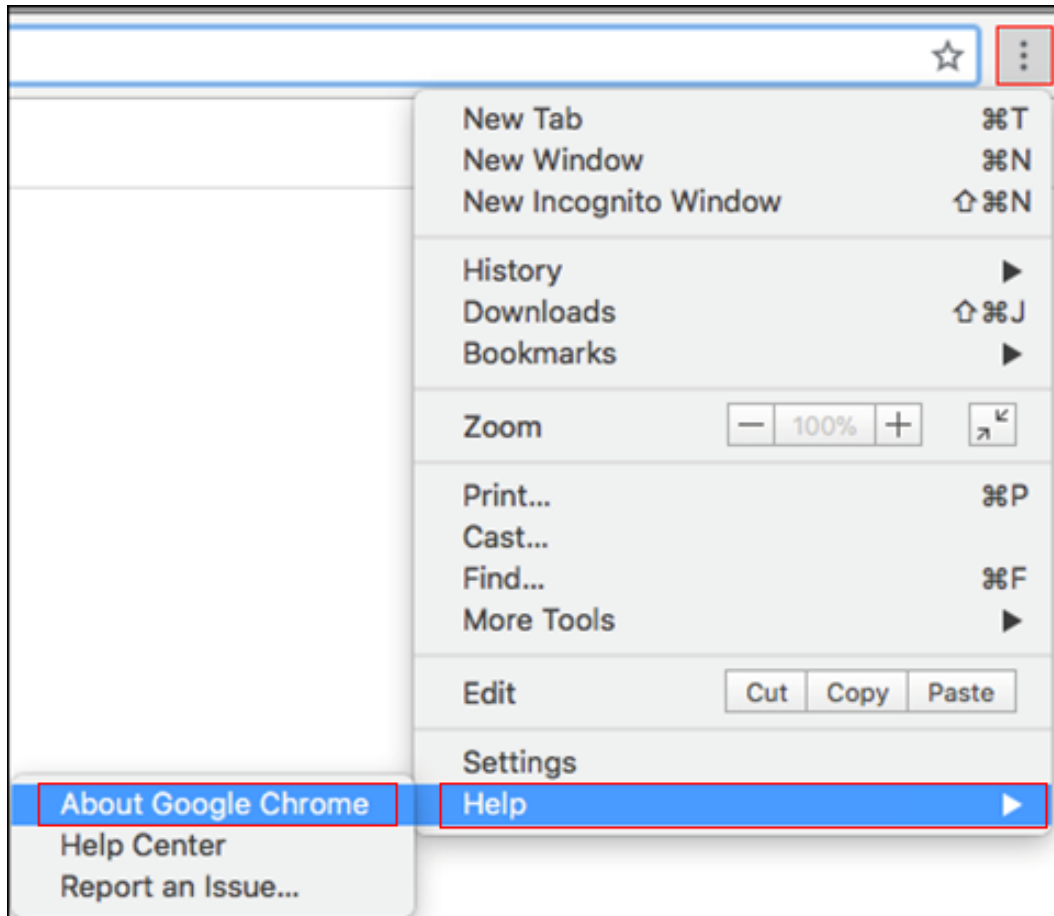 New Tab ⌘T
New Window ⌘N
New Incognito Window ⇧⌘N
History ▶
Downloads ⇧⌘J
Bookmarks ▶
Zoom — 100% +
Print... ⌘P
Cast...
Find... ⌘F
More Tools ▶
Edit Cut Copy Paste
Settings
Help ▶
About Google Chrome
Help Center
Report an Issue...